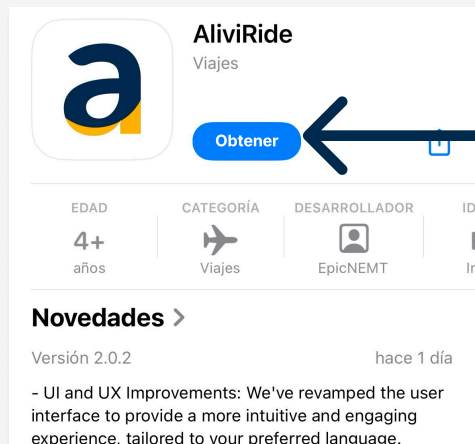 AliviRide
Viajes
Obtener
EDAD
CATEGORÍA
DESARROLLADOR
4+
años
Viajes
EpicNEMT
Novedades
Versión 2.0.2
hace 1 día
- UI and UX Improvements: We've revamped the user
interface to provide a more intuitive and engaging
experience, tailored to your preferred language.